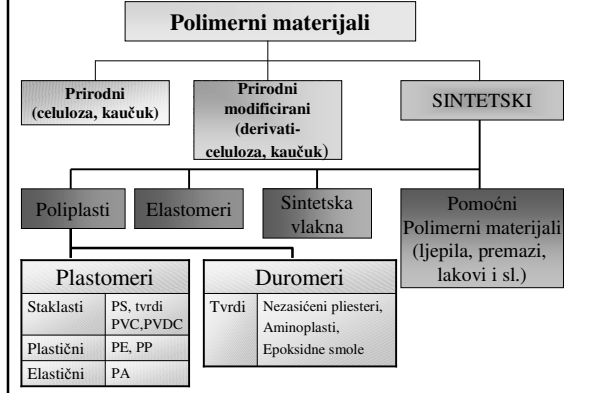 Polimerni materijali
Prirodni
(celuloza, kaučuk)
Prirodni
modificirani
(derivati-
celuloza, kaučuk)
SINTETSKI
Poliplasti
Elastomeri
Sintetska
vlakna
Pomoćni
Polimerni materijali
(ljepila, premazi,
lakovi i sl.)
Plastomeri
Staklasti
PS, tvrdi
PVC,PVDC
Plastični
PE, PP
Elastični
PA
Duromeri
Tvrdi
Nezasićeni pliesteri,
Aminoplasti,
Epoksidne smole